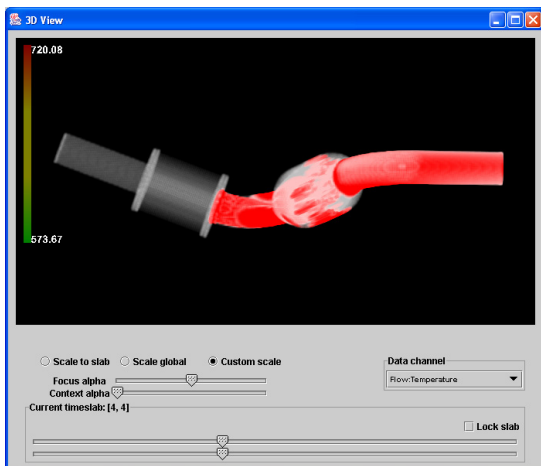 3D View
720.08
573.67
Scale to slab Scale global Custom scale
Data channel
Focus alpha
Flow:Temperature
Context alpha
Current timeslab: [4, 4]
Lock slab